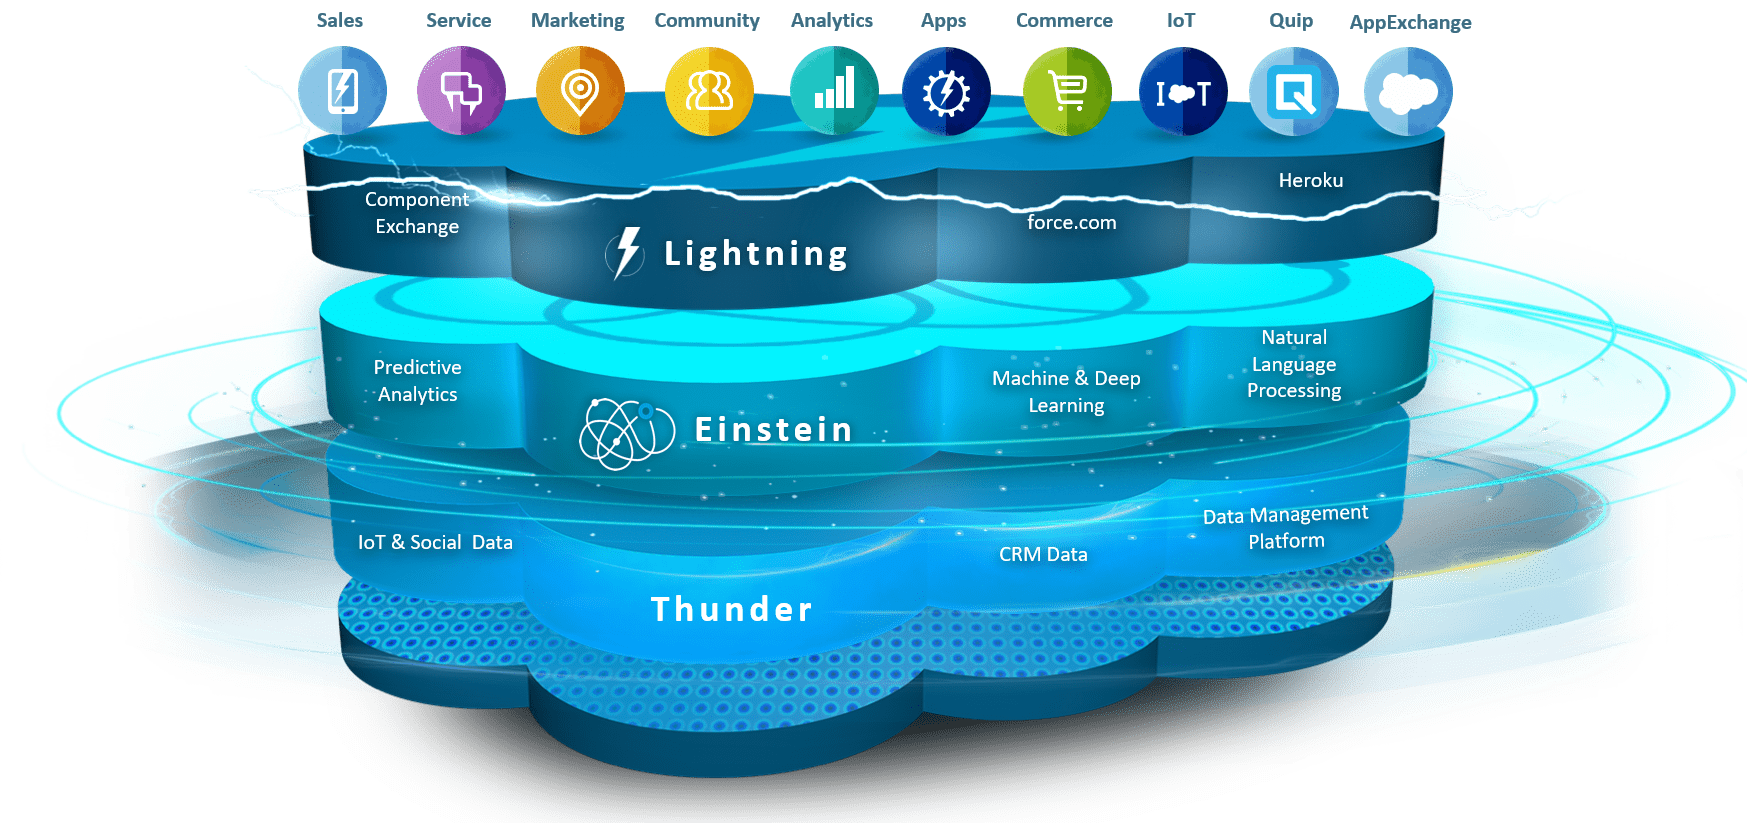 Sales Service Marketing Community Analytics Apps Commerce IoT Quip AppExchange
I T
Component
Exchange
Lightning
force.com
Heroku
Predictive
Analytics
Einstein
Machine & Deep
Learning
Natural
Language
Processing
IoT & Social Data
Thunder
CRM Data
Data Management
Platform